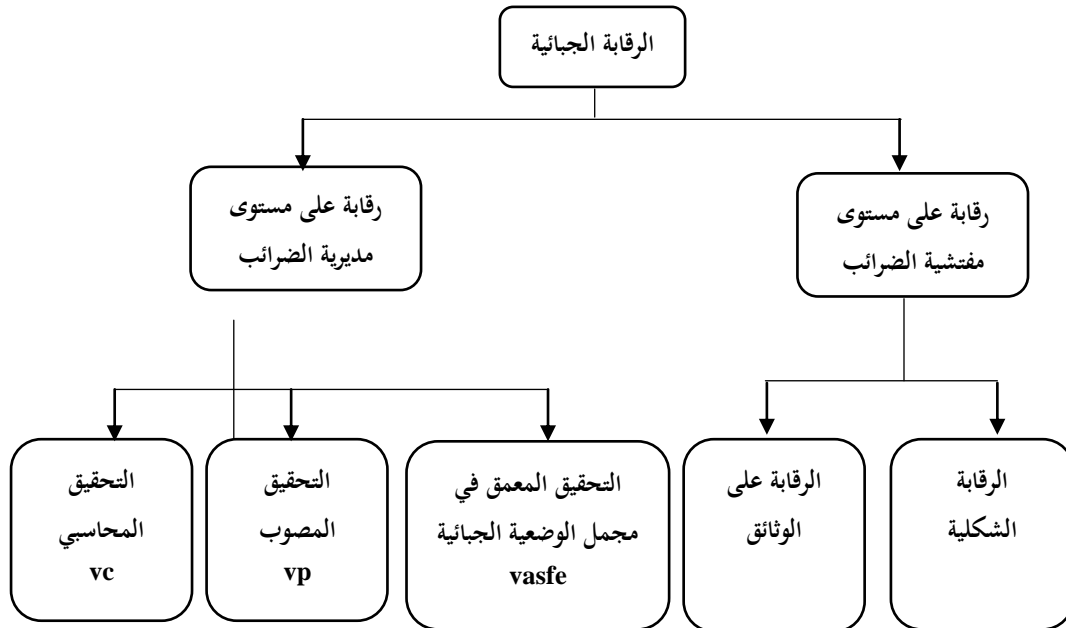 الرقابة الجبائية
رقابة على مستوى
مفتشية الضرائب
رقابة على مستوى
مديرية الضرائب
الرقابة
الشكلية
الرقابة على
الوثائق
التحقيق المعمق في
مجمل الوضعية الجبائية
vasfe
التحقيق
المصوب
vp
التحقيق
المحاسبي
vc